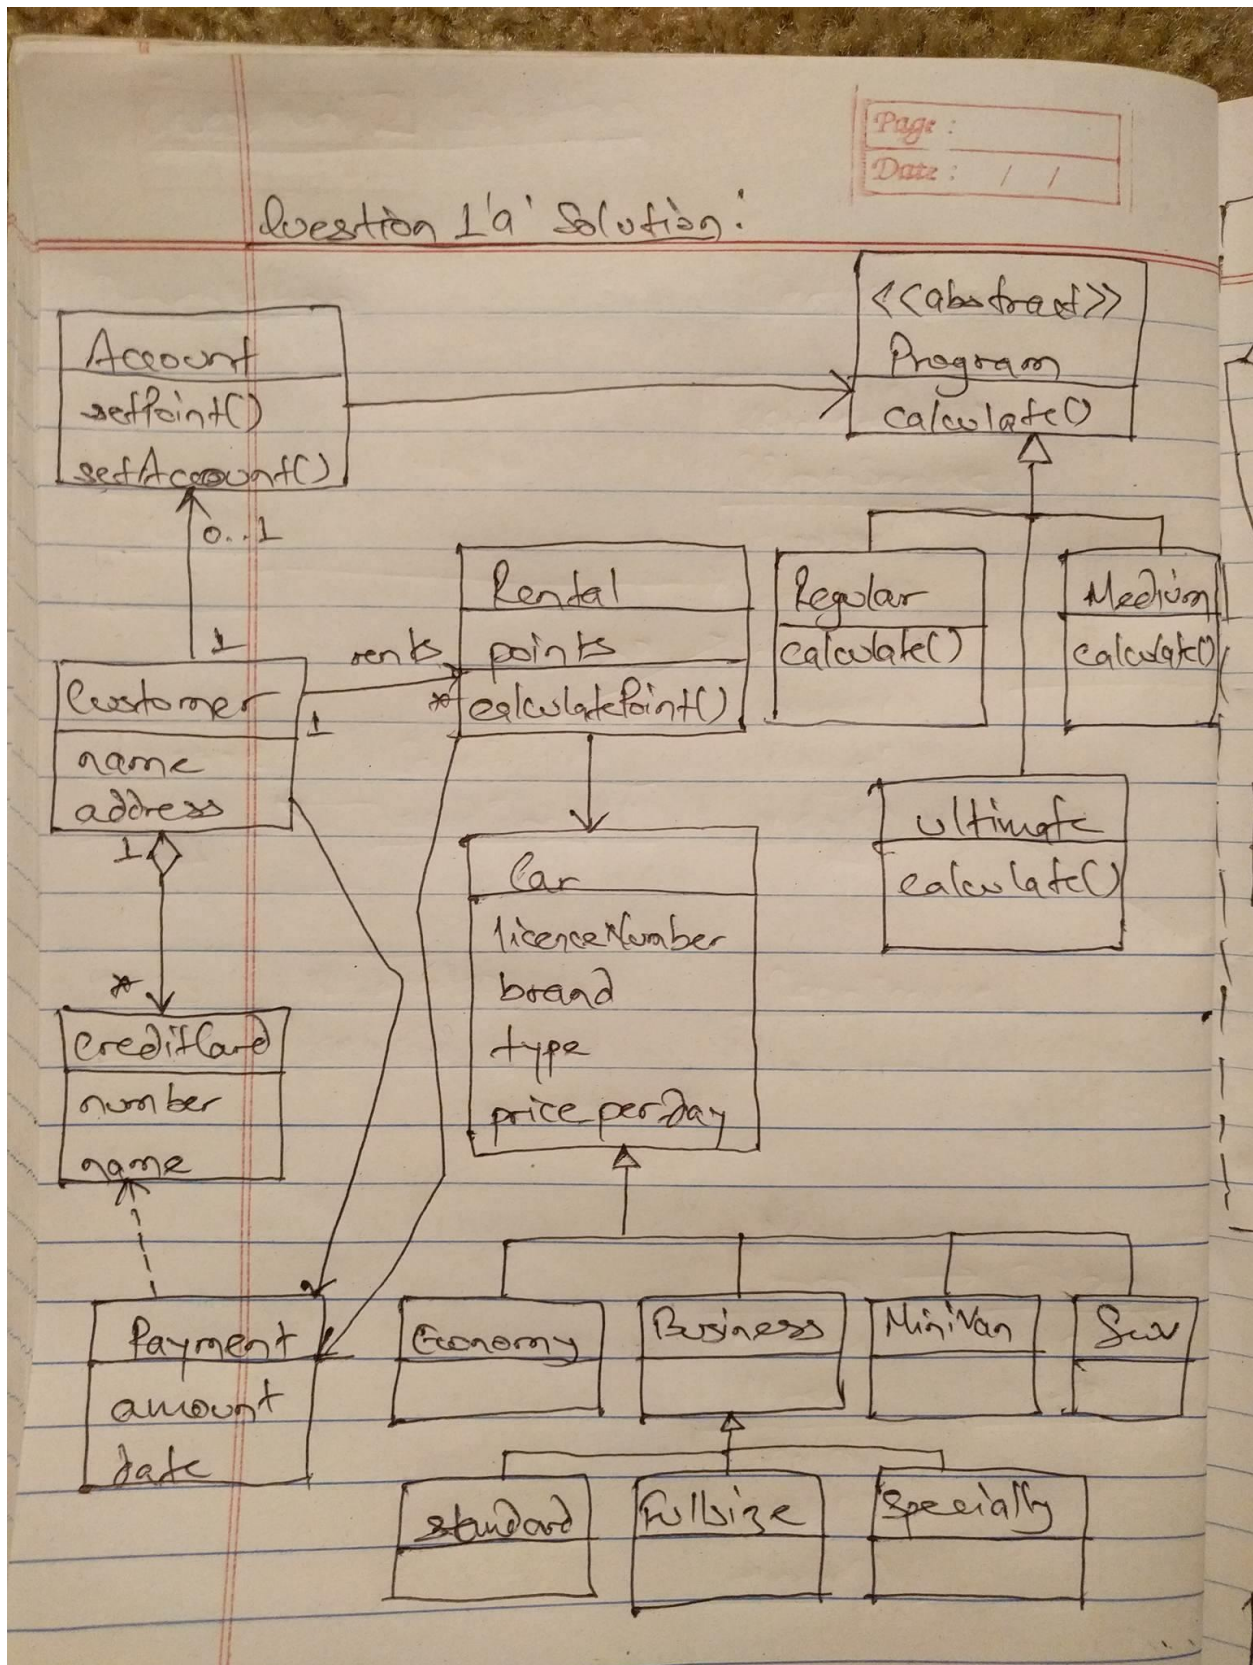 Page :
Date : / /
Question 1 'a' Solution:
<<abstract>>
Program
calculate()
Account
setPoint()
setAccount()
0..1
1
Rental
points
calculatePoint()
Regular
calculate()
Medium
calculate()
rents
*
1
Customer
name
address
1
*
Ultimate
calculate()
Car
licenceNumber
brand
type
price_perday
CreditCard
number
name
Payment
amount
date
Economy
Business
MiniVan
Suv
standard
Fullsize
Specially